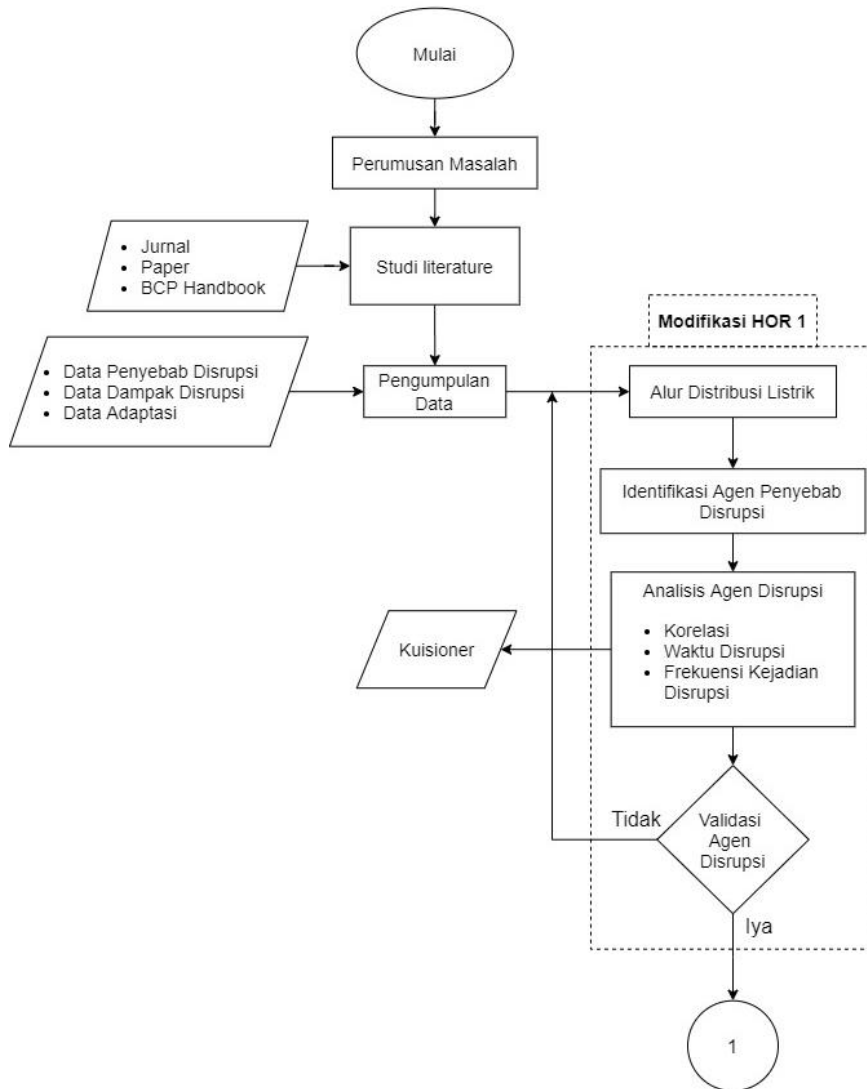 Mulai
Perumusan Masalah
• Jurnal
• Paper
• BCP Handbook
Studi literature
Modifikasi HOR 1
• Data Penyebab Disrupsi
• Data Dampak Disrupsi
• Data Adaptasi
Pengumpulan
Data
Alur Distribusi Listrik
Identifikasi Agen Penyebab
Disrupsi
Analisis Agen Disrupsi
• Korelasi
• Waktu Disrupsi
• Frekuensi Kejadian
Disrupsi
Kuisioner
Tidak
Validasi
Agen
Disrupsi
Iya
1